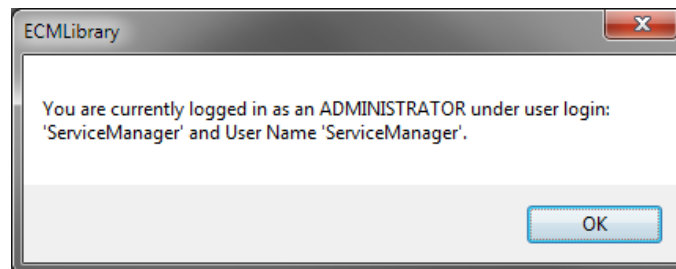 ECMLibrary
X
You are currently logged in as an ADMINISTRATOR under user login:
'ServiceManager' and User Name 'ServiceManager'.
OK